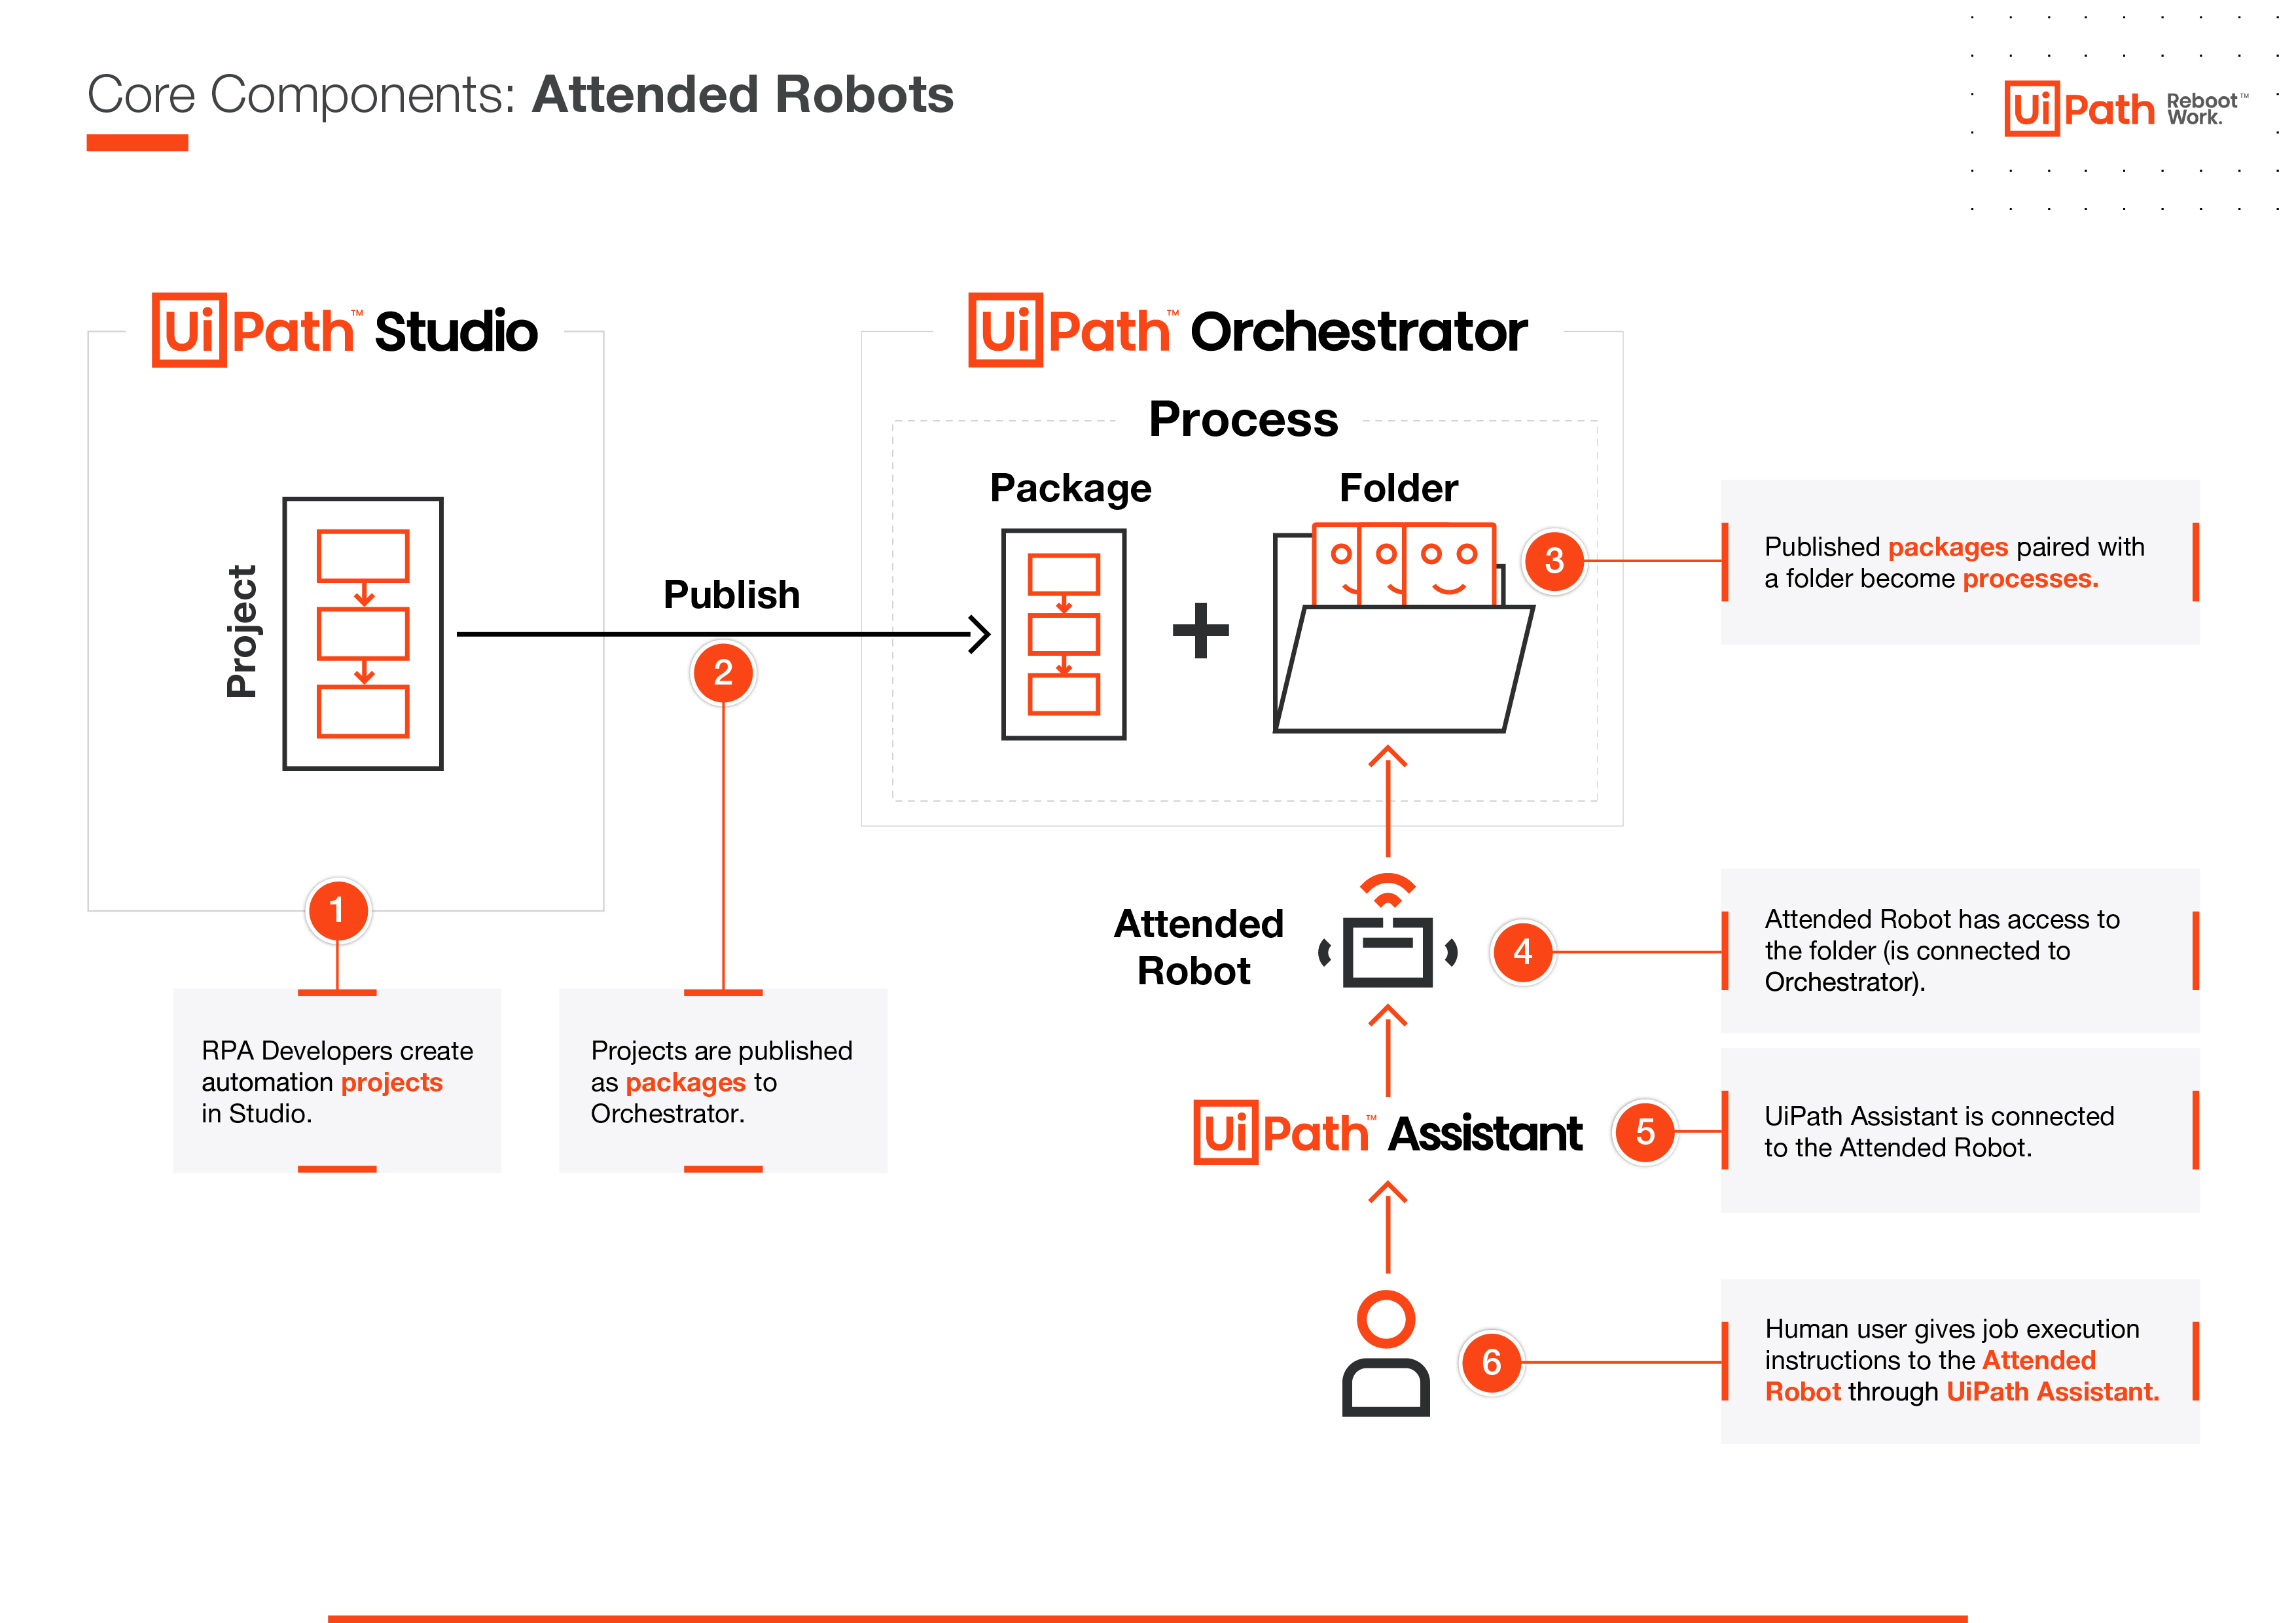 Core Components: Attended Robots
UiPath™ Reboot™
Work.
UiPath™ Studio
UiPath™ Orchestrator
Process
Package
Folder
Project
Publish
3
Published packages paired with
a folder become processes.
2
1
Attended
Robot
4
Attended Robot has access to
the folder (is connected to
Orchestrator).
RPA Developers create
automation projects
in Studio.
Projects are published
as packages to
Orchestrator.
UiPath™ Assistant
5
UiPath Assistant is connected
to the Attended Robot.
6
Human user gives job execution
instructions to the Attended
Robot through UiPath Assistant.